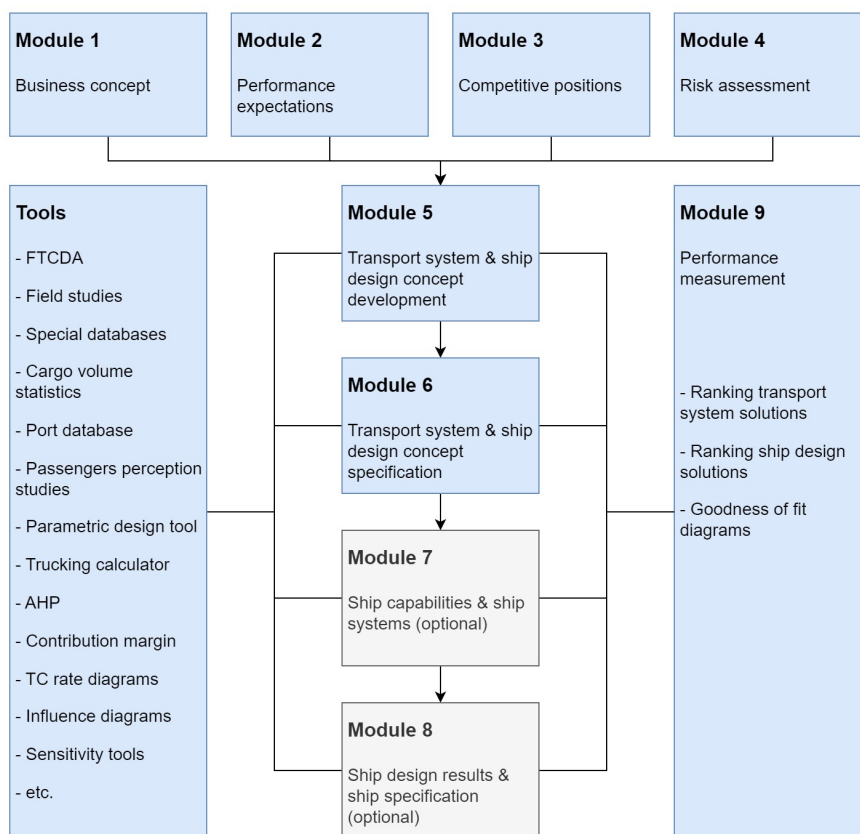 Module 1
Business concept
Module 2
Performance
expectations
Module 3
Competitive positions
Module 4
Risk assessment
Tools
- FTCDA
- Field studies
- Special databases
- Cargo volume
statistics
- Port database
- Passengers perception
studies
- Parametric design tool
- Trucking calculator
- AHP
- Contribution margin
- TC rate diagrams
- Influence diagrams
- Sensitivity tools
- etc.
Module 5
Transport system & ship
design concept
development
Module 6
Transport system & ship
design concept
specification
Module 7
Ship capabilities & ship
systems (optional)
Module 8
Ship design results &
ship specification
(optional)
Module 9
Performance
measurement
- Ranking transport
system solutions
- Ranking ship design
solutions
- Goodness of fit
diagrams